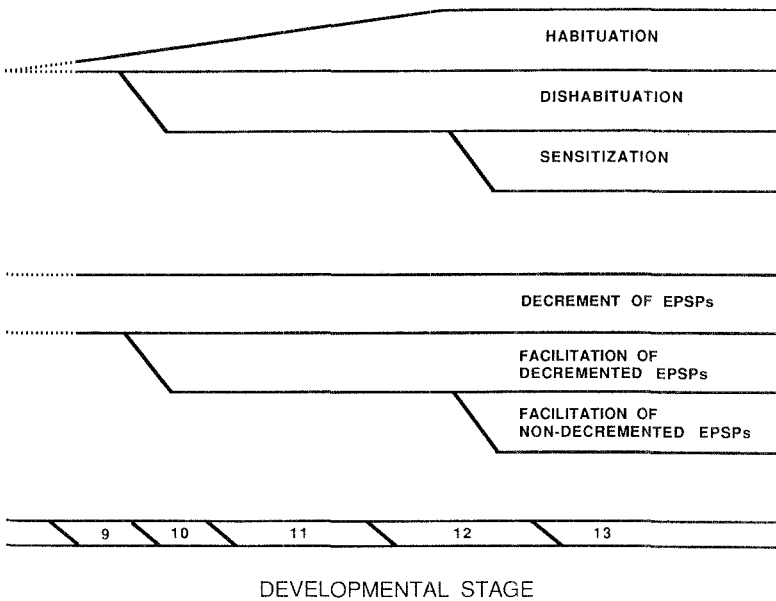 HABITUATION
DISHABITUATION
SENSITIZATION
DECREMENT OF EPSPs
FACILITATION OF
DECREMENTED EPSPs
FACILITATION OF
NON-DECREMENTED EPSPs
9 10 11 12 13
DEVELOPMENTAL STAGE